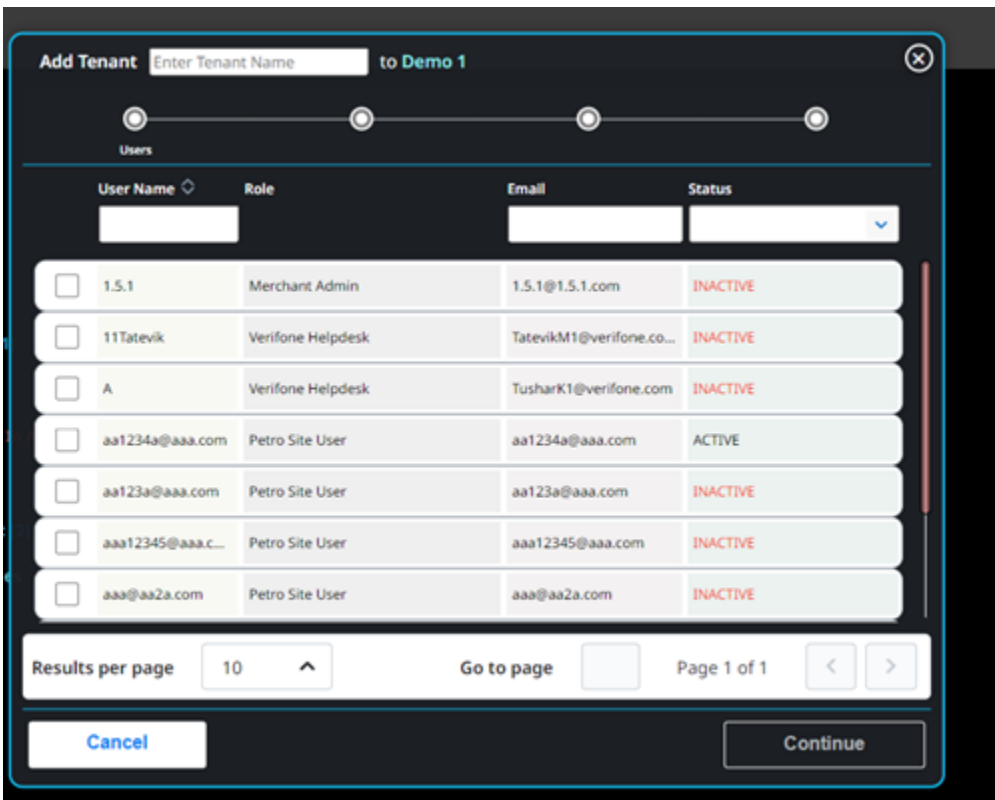 Add Tenant Enter Tenant Name to Demo 1
Users
User Name Role Email Status
1.5.1 Merchant Admin 1.5.1@1.5.1.com INACTIVE
11Tatevik Verifone Helpdesk TatevikM1@verifone.co... INACTIVE
A Verifone Helpdesk TusharK1@verifone.com INACTIVE
aa1234a@aaa.com Petro Site User aa1234a@aaa.com ACTIVE
aa123a@aaa.com Petro Site User aa123a@aaa.com INACTIVE
aaa12345@aaa.c... Petro Site User aaa12345@aaa.com INACTIVE
aaa@aa2a.com Petro Site User aaa@aa2a.com INACTIVE
Results per page 10 Go to page Page 1 of 1
Cancel Continue